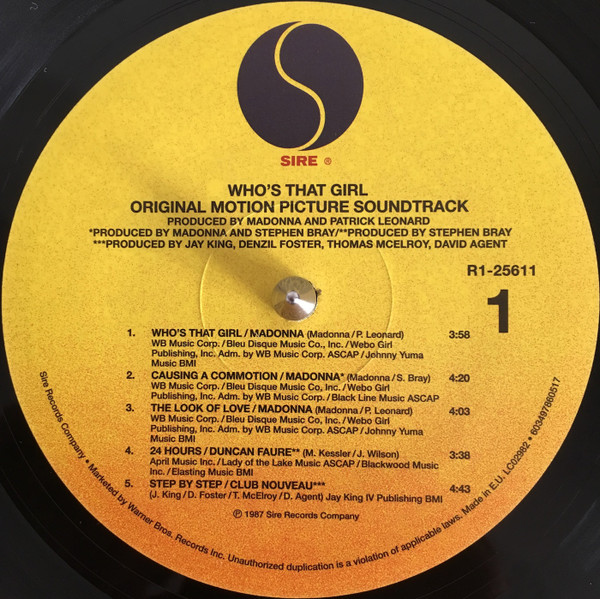 SIRE ®
WHO'S THAT GIRL
ORIGINAL MOTION PICTURE SOUNDTRACK
PRODUCED BY MADONNA AND PATRICK LEONARD
*PRODUCED BY MADONNA AND STEPHEN BRAY/**PRODUCED BY STEPHEN BRAY
***PRODUCED BY JAY KING, DENZIL FOSTER, THOMAS MCELROY, DAVID AGENT
R1-25611
1
1. WHO'S THAT GIRL / MADONNA (Madonna / P. Leonard) 3:58
WB Music Corp. / Bleu Disque Music Co., Inc. / Webo Girl
Publishing, Inc. Adm. by WB Music Corp. ASCAP / Johnny Yuma
Music BMI
2. CAUSING A COMMOTION / MADONNA* (Madonna / S. Bray) 4:20
WB Music Corp. / Bleu Disque Music Co, Inc. / Webo Girl
Publishing, Inc. Adm. by WB Music Corp. / Black Line Music ASCAP
3. THE LOOK OF LOVE / MADONNA (Madonna / P. Leonard) 4:03
WB Music Corp. / Bleu Disque Music Co, Inc. / Webo Girl
Publishing, Inc. Adm. by WB Music Corp. ASCAP / Johnny Yuma
Music BMI
4. 24 HOURS / DUNCAN FAURE** (M. Kessler / J. Wilson) 3:38
April Music Inc. / Lady of the Lake Music ASCAP / Blackwood Music
Inc. / Elasting Music BMI
5. STEP BY STEP / CLUB NOUVEAU*** 4:43
(J. King / D. Foster / T. McElroy / D. Agent) Jay King IV Publishing BMI
℗ 1987 Sire Records Company
Sire Records Company • Marketed by Warner Bros. Records Inc. Unauthorized duplication is a violation of applicable laws. Made in E.U. LC02982 • 603497860517